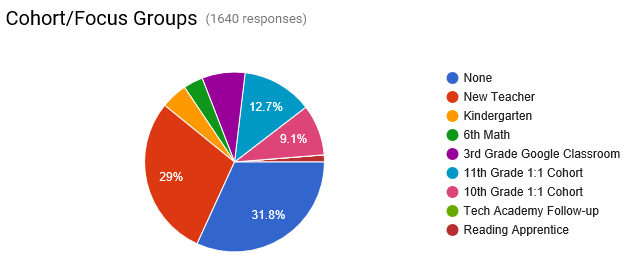 Cohort/Focus Groups (1640 responses)
12.7%
9.1%
29%
31.8%
None
New Teacher
Kindergarten
6th Math
3rd Grade Google Classroom
11th Grade 1:1 Cohort
10th Grade 1:1 Cohort
Tech Academy Follow-up
Reading Apprentice